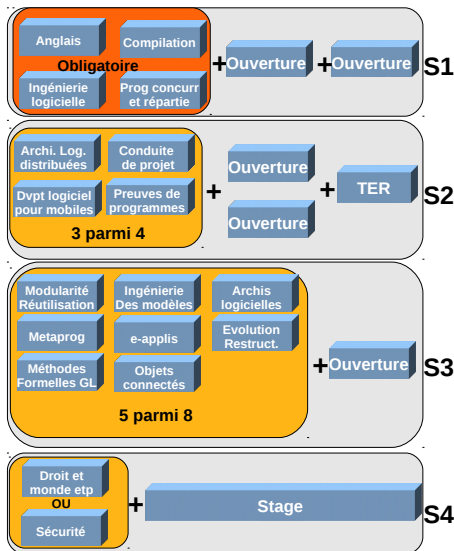 Anglais
Compilation
Obligatoire
Ingénierie
logicielle
Prog concurr
et répartie
+
Ouverture
+
Ouverture
S1
Archi. Log.
distribuées
Conduite
de projet
Dvpt logiciel
pour mobiles
Preuves de
programmes
3 parmi 4
+
Ouverture
Ouverture
+
TER
S2
Modularité
Réutilisation
Ingénierie
Des modèles
Archis
logicielles
Metaprog
e-applis
Evolution
Restruct.
Méthodes
Formelles GL
Objets
connectés
5 parmi 8
+
Ouverture
S3
Droit et
monde etp
OU
Sécurité
+
Stage
S4